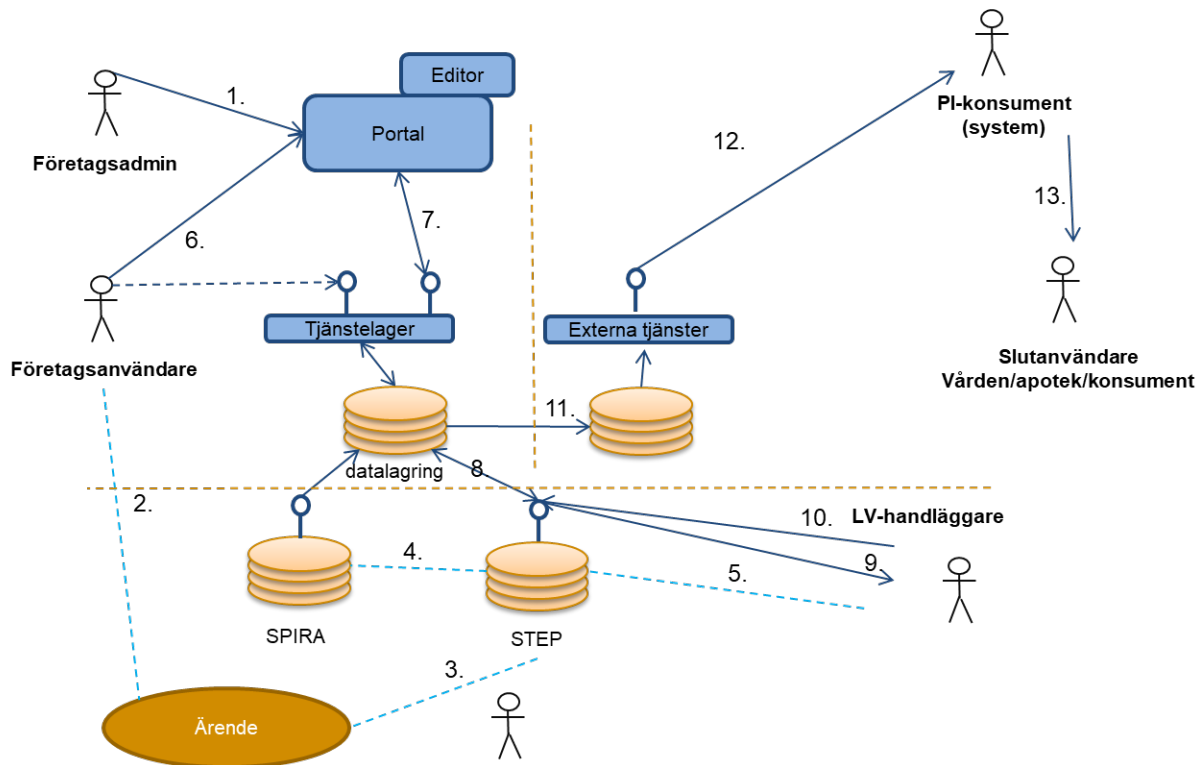 Editor
Portal
PI-konsument
(system)
1.
Företagsadmin
12.
13.
6.
7.
Tjänstelager
Externa tjänster
Företagsanvändare
Slutanvändare
Vården/apotek/konsument
11.
datalagring
8
2.
10.
LV-handläggare
4.
9.
5.
SPIRA
STEP
3.
Ärende